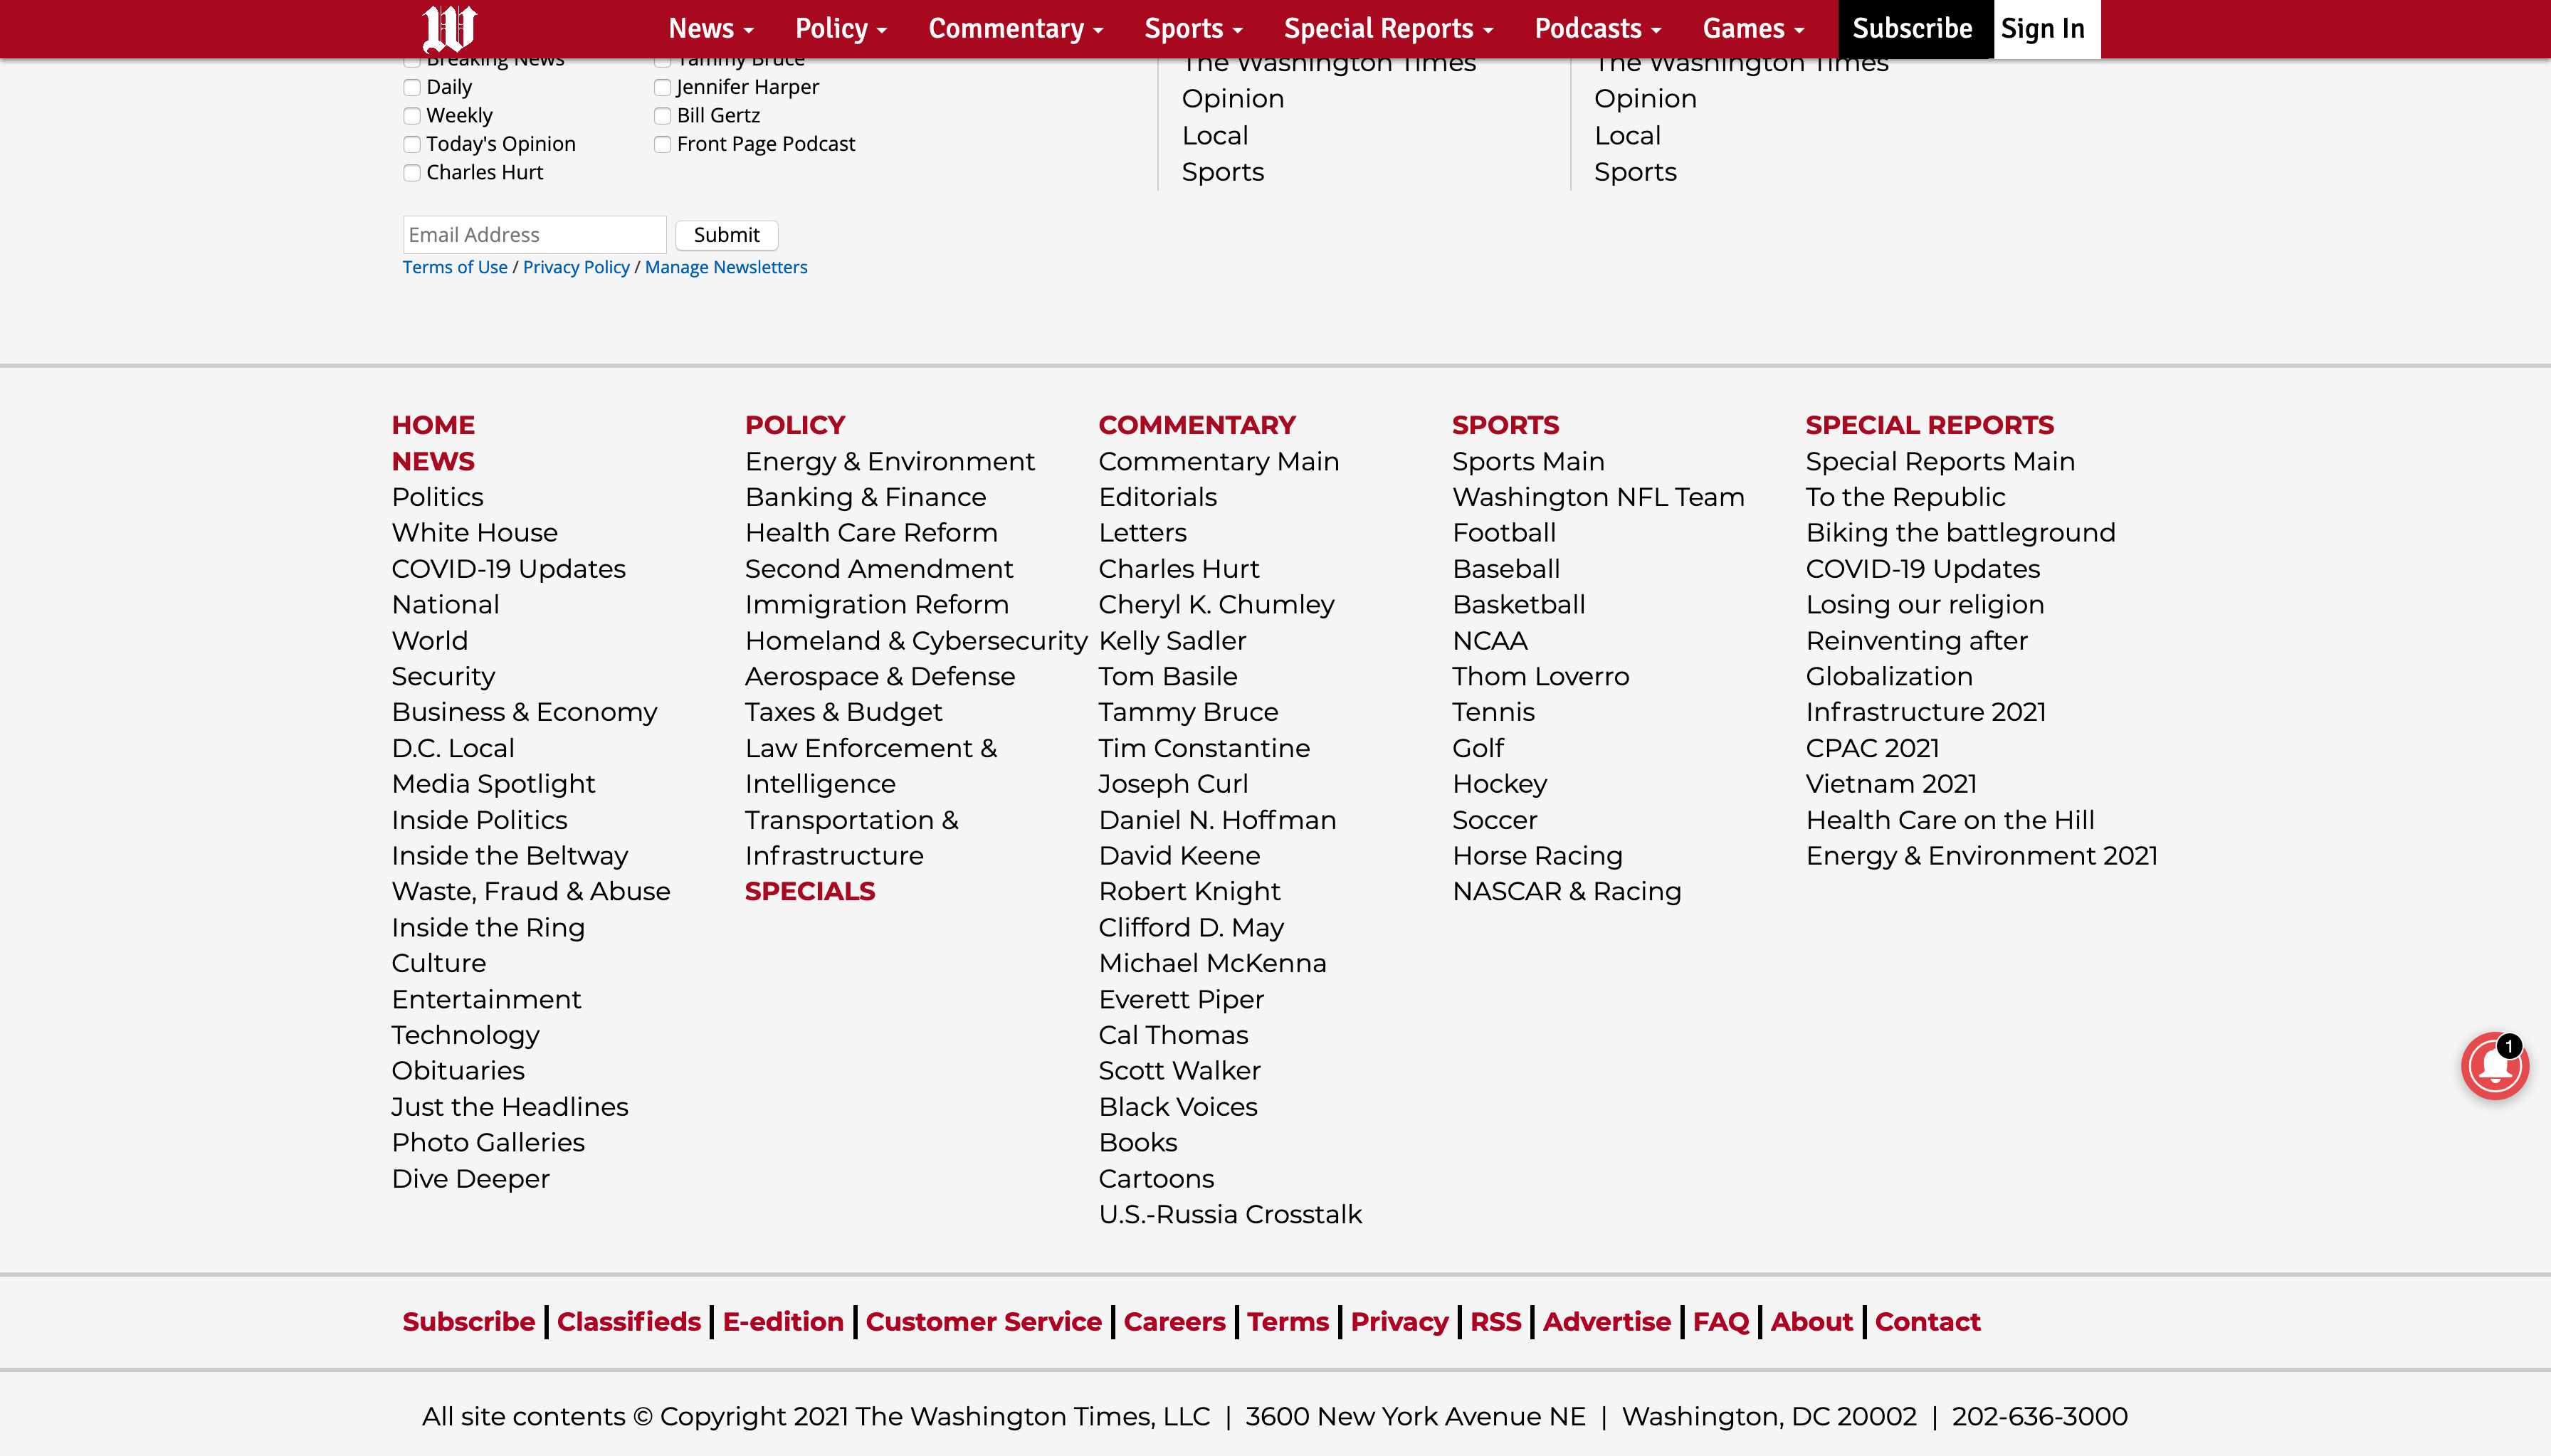 W
News
Policy
Commentary
Sports
Special Reports
Podcasts
Games
Subscribe
Sign In
Breaking News
Daily
Weekly
Today's Opinion
Charles Hurt
Tammy Bruce
Jennifer Harper
Bill Gertz
Front Page Podcast
Email Address
Submit
Terms of Use / Privacy Policy / Manage Newsletters
The Washington Times
Opinion
Local
Sports
The Washington Times
Opinion
Local
Sports
HOME
NEWS
Politics
White House
COVID-19 Updates
National
World
Security
Business & Economy
D.C. Local
Media Spotlight
Inside Politics
Inside the Beltway
Waste, Fraud & Abuse
Inside the Ring
Culture
Entertainment
Technology
Obituaries
Just the Headlines
Photo Galleries
Dive Deeper
POLICY
Energy & Environment
Banking & Finance
Health Care Reform
Second Amendment
Immigration Reform
Homeland & Cybersecurity
Aerospace & Defense
Taxes & Budget
Law Enforcement &
Intelligence
Transportation &
Infrastructure
SPECIALS
COMMENTARY
Commentary Main
Editorials
Letters
Charles Hurt
Cheryl K. Chumley
Kelly Sadler
Tom Basile
Tammy Bruce
Tim Constantine
Joseph Curl
Daniel N. Hoffman
David Keene
Robert Knight
Clifford D. May
Michael McKenna
Everett Piper
Cal Thomas
Scott Walker
Black Voices
Books
Cartoons
U.S.-Russia Crosstalk
SPORTS
Sports Main
Washington NFL Team
Football
Baseball
Basketball
NCAA
Thom Loverro
Tennis
Golf
Hockey
Soccer
Horse Racing
NASCAR & Racing
SPECIAL REPORTS
Special Reports Main
To the Republic
Biking the battleground
COVID-19 Updates
Losing our religion
Reinventing after
Globalization
Infrastructure 2021
CPAC 2021
Vietnam 2021
Health Care on the Hill
Energy & Environment 2021
1
Subscribe | Classifieds | E-edition | Customer Service | Careers | Terms | Privacy | RSS | Advertise | FAQ | About | Contact
All site contents © Copyright 2021 The Washington Times, LLC | 3600 New York Avenue NE | Washington, DC 20002 | 202-636-3000